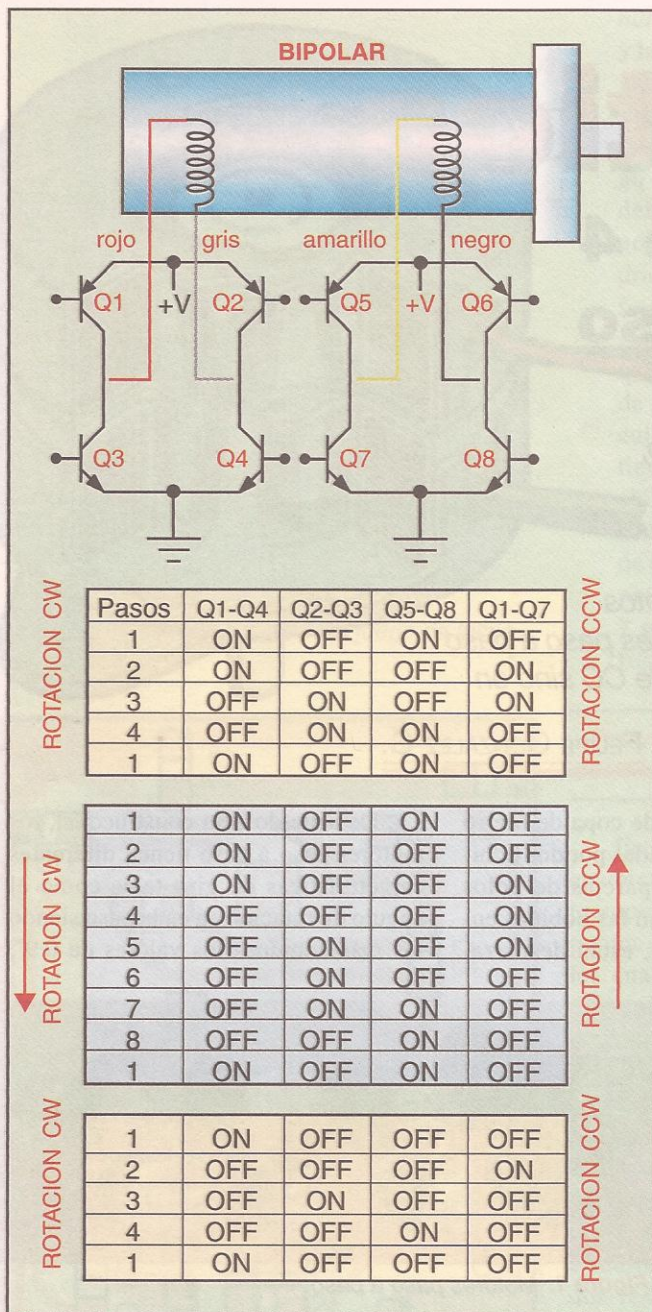 BIPOLAR
rojo gris amarillo negro
Q1 +V Q2 Q5 +V Q6
Q3 Q4 Q7 Q8
ROTACION CW
Pasos Q1-Q4 Q2-Q3 Q5-Q8 Q1-Q7
1 ON OFF ON OFF
2 ON OFF OFF ON
3 OFF ON OFF ON
4 OFF ON ON OFF
1 ON OFF ON OFF
ROTACION CCW
ROTACION CW
1 ON OFF ON OFF
2 ON OFF OFF OFF
3 ON OFF OFF ON
4 OFF OFF OFF ON
5 OFF ON OFF ON
6 OFF ON OFF OFF
7 OFF ON ON OFF
8 OFF OFF ON OFF
1 ON OFF ON OFF
ROTACION CCW
ROTACION CW
1 ON OFF OFF OFF
2 OFF OFF OFF ON
3 OFF ON OFF OFF
4 OFF OFF ON OFF
1 ON OFF OFF OFF
ROTACION CCW